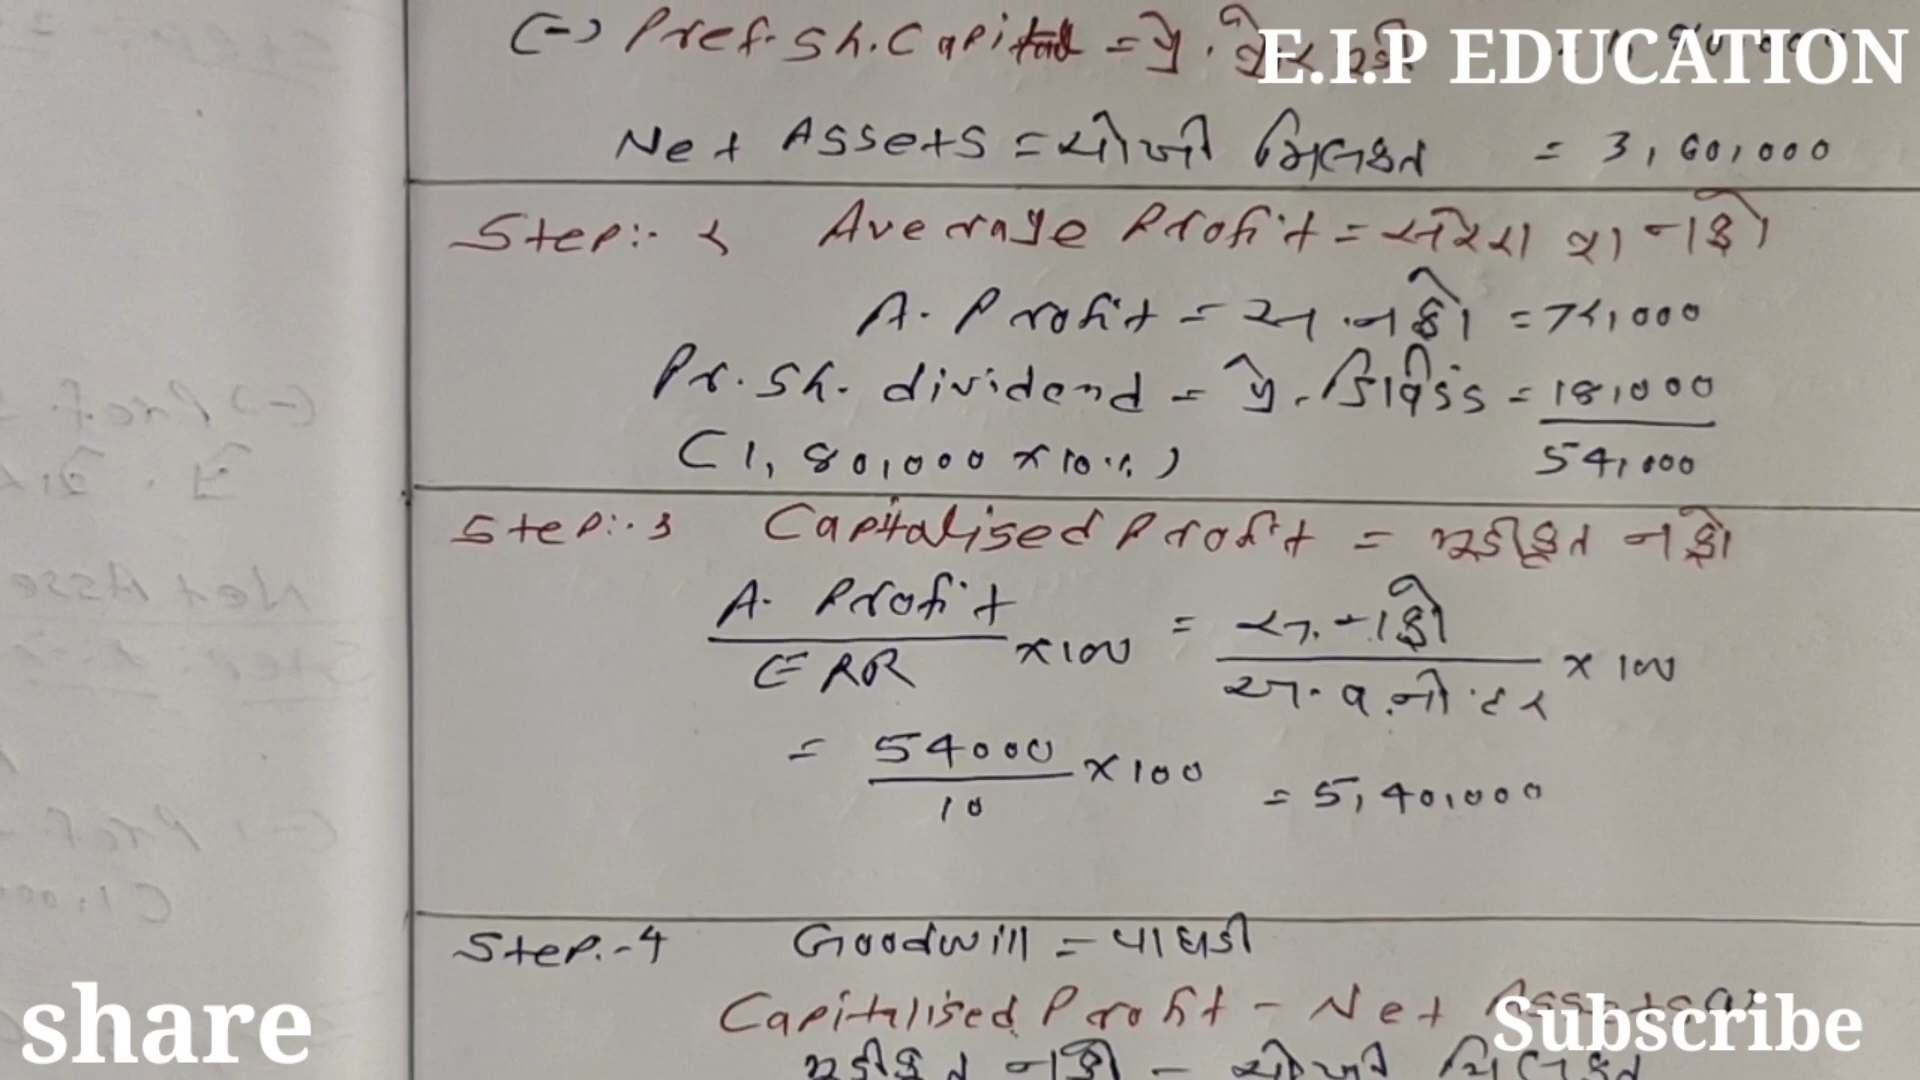 (-) Pref. Sh. Capital = પ્રે. શેર
E.I.P EDUCATION
Net Assets = ચોખ્ખી મિલકત = 3,60,000
Step:- 2 Average Profit = સરેરાશ નફો
A. Profit = સ. નફો = 72,000
Pr. Sh. dividend = પ્રે. ડિવિડંડ = 18,000
(1,80,000 × 10%) 54,000
Step:- 3 Capitalised Profit = મૂડીકૃત નફો
A. Profit / ERR × 100 = સ. નફો / અ. વ. નો દર × 100
= 54000 / 10 × 100 = 5,40,000
Step:- 4 Goodwill = પાઘડી
Capitalised Profit - Net Assets
મૂડીકૃત નફો - ચોખ્ખી મિલકત
share
Subscribe